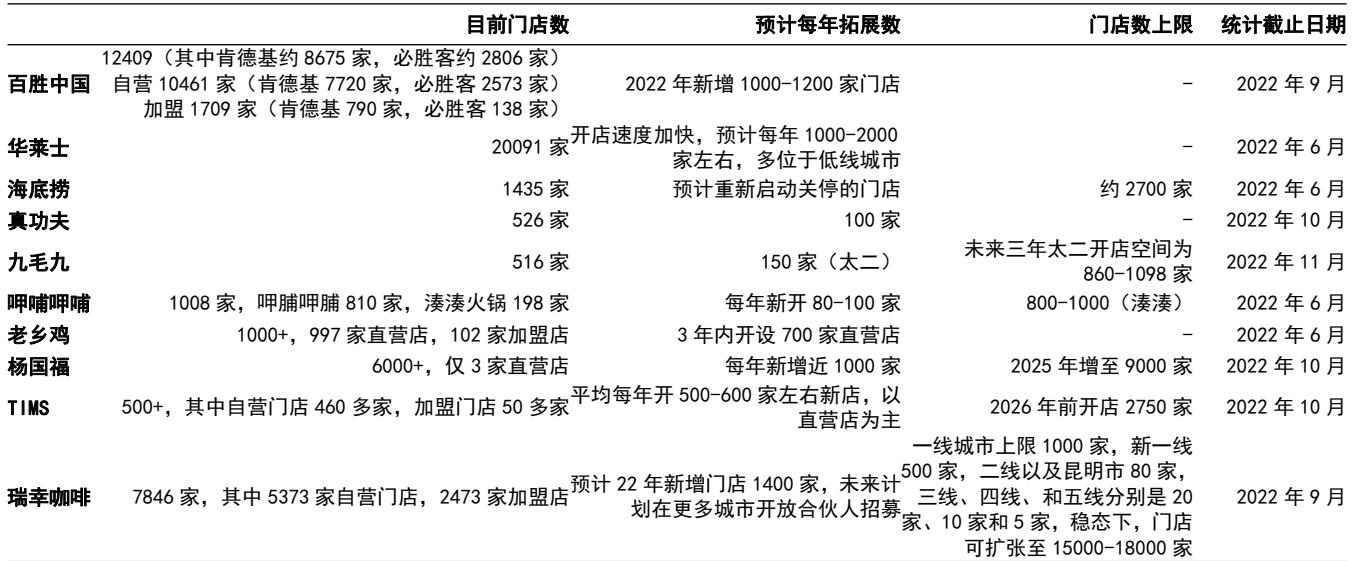 目前门店数 预计每年拓展数 门店数上限 统计截止日期
12409（其中肯德基约 8675 家，必胜客约 2806 家）
百胜中国 自营 10461 家（肯德基 7720 家，必胜客 2573 家） 2022 年新增 1000-1200 家门店 - 2022 年 9 月
加盟 1709 家（肯德基 790 家，必胜客 138 家）
华莱士 20091 家 开店速度加快，预计每年 1000-2000 - 2022 年 6 月
家左右，多位于低线城市
海底捞 1435 家 预计重新启动关停的门店 约 2700 家 2022 年 6 月
真功夫 526 家 100 家 - 2022 年 10 月
九毛九 516 家 150 家（太二） 未来三年太二开店空间为 2022 年 11 月
860-1098 家
呷哺呷哺 1008 家，呷脯呷脯 810 家，湊湊火锅 198 家 每年新开 80-100 家 800-1000（湊湊） 2022 年 6 月
老乡鸡 1000+，997 家直营店，102 家加盟店 3 年内开设 700 家直营店 - 2022 年 6 月
杨国福 6000+，仅 3 家直营店 每年新增近 1000 家 2025 年增至 9000 家 2022 年 10 月
TIMS 500+，其中自营门店 460 多家，加盟门店 50 多家 平均每年开 500-600 家左右新店，以 2026 年前开店 2750 家 2022 年 10 月
直营店为主
一线城市上限 1000 家，新一线
500 家，二线以及昆明市 80 家，
瑞幸咖啡 7846 家，其中 5373 家自营门店，2473 家加盟店 预计 22 年新增门店 1400 家，未来计 三线、四线、和五线分别是 20 2022 年 9 月
划在更多城市开放合伙人招募 家、10 家和 5 家，稳态下，门店
可扩张至 15000-18000 家